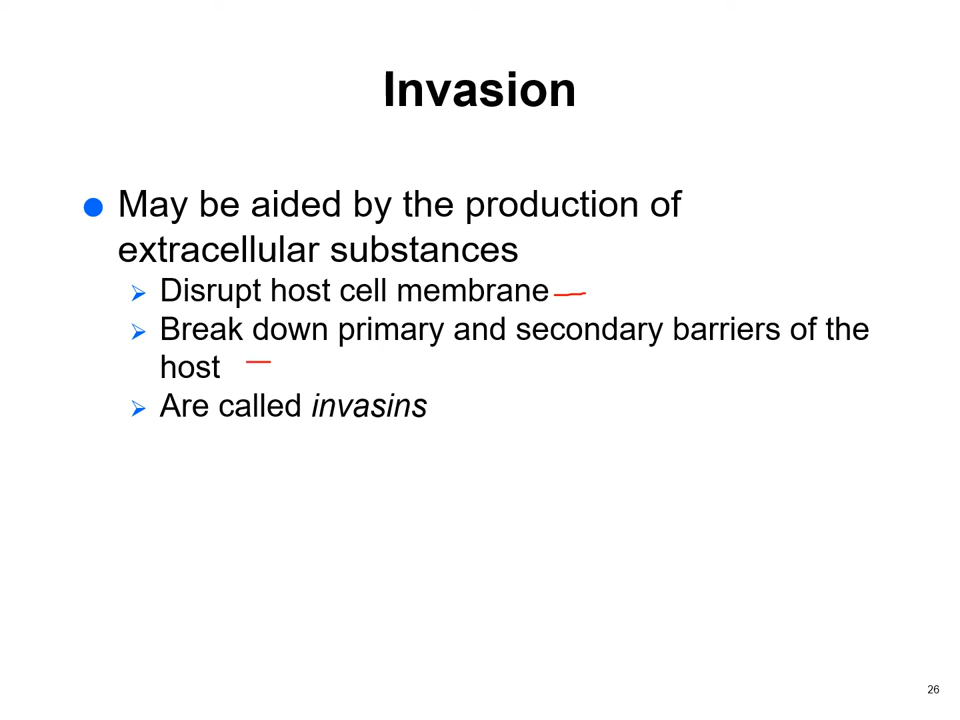 Invasion
May be aided by the production of
extracellular substances
Disrupt host cell membrane
Break down primary and secondary barriers of the
host
Are called invasins
26